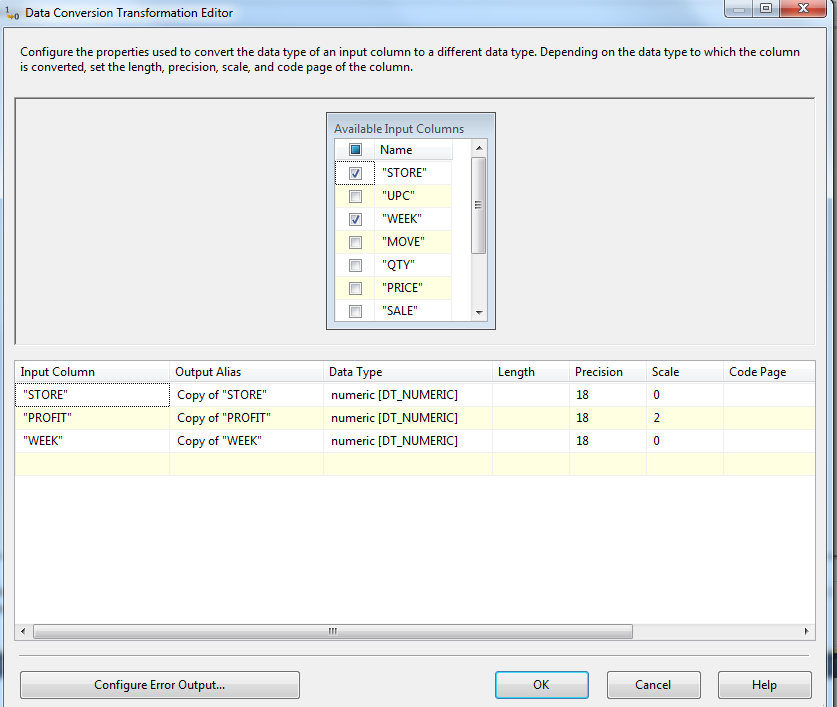 Data Conversion Transformation Editor
Configure the properties used to convert the data type of an input column to a different data type. Depending on the data type to which the column
is converted, set the length, precision, scale, and code page of the column.
Available Input Columns
Name
"STORE"
"UPC"
"WEEK"
"MOVE"
"QTY"
"PRICE"
"SALE"
Input Column Output Alias Data Type Length Precision Scale Code Page
"STORE" Copy of "STORE" numeric [DT_NUMERIC] 18 0
"PROFIT" Copy of "PROFIT" numeric [DT_NUMERIC] 18 2
"WEEK" Copy of "WEEK" numeric [DT_NUMERIC] 18 0
Configure Error Output... OK Cancel Help